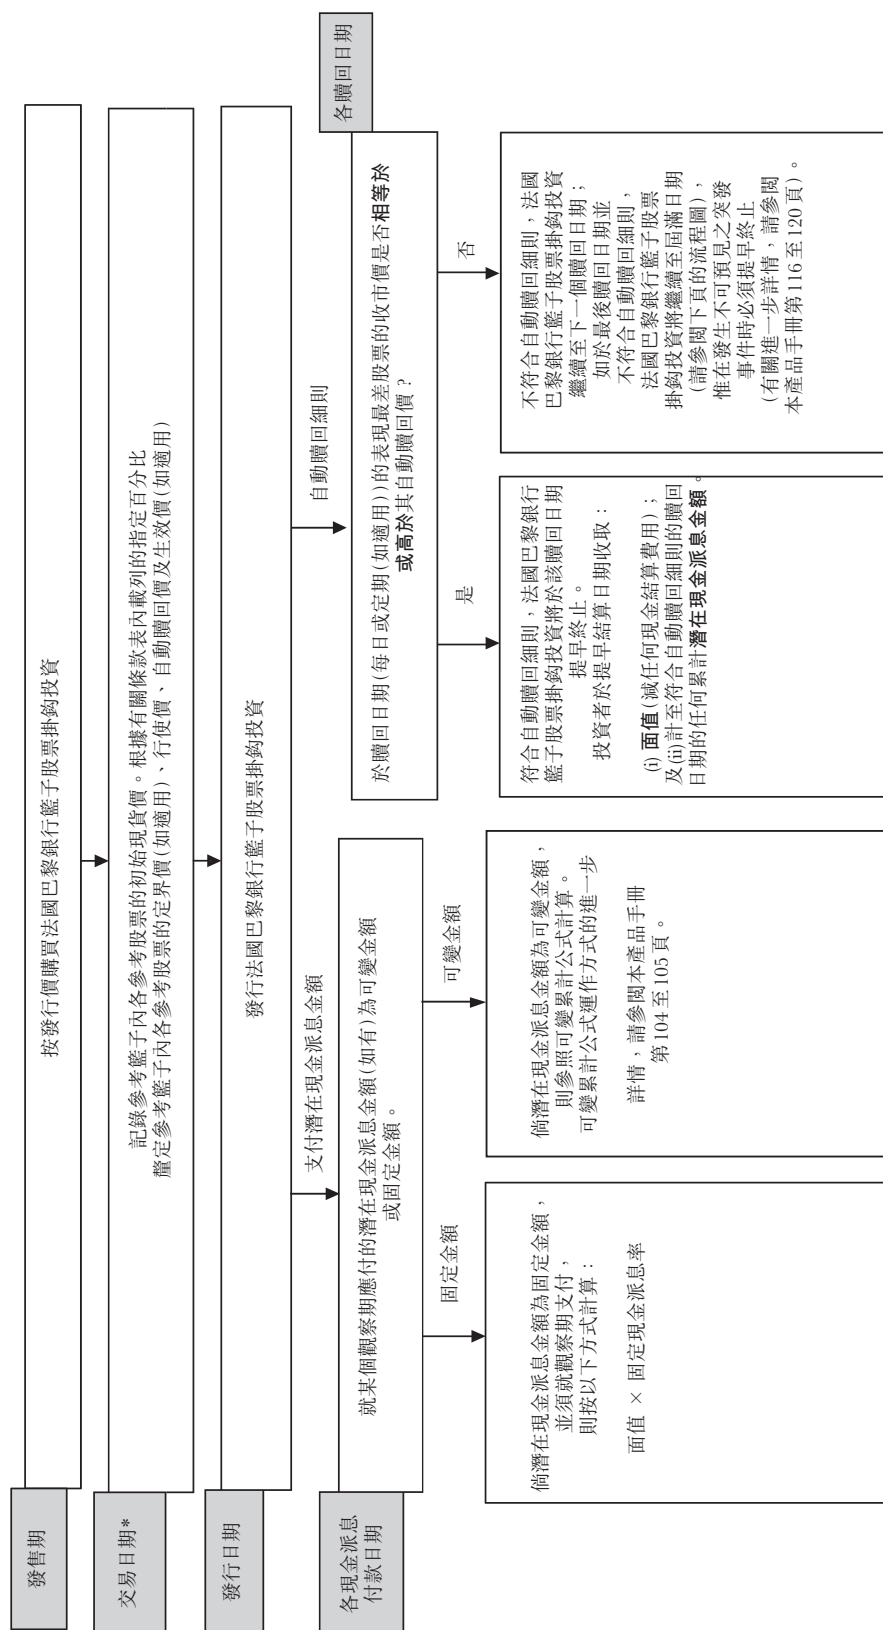 發售期
按發行價購買法國巴黎銀行籃子股票掛鈎投資
交易日期*
記錄參考籃子內各參考股票的初始現貨價。根據有關條款表內載列的指定百分比
釐定參考籃子內各參考股票的定界價(如適用)、行使價、自動贖回價及生效價(如適用)
發行日期
發行法國巴黎銀行籃子股票掛鈎投資
支付潛在現金派息金額
自動贖回細則
各現金派息
付款日期
就某個觀察期應付的潛在現金派息金額(如有)為可變金額
或固定金額。
各贖回日期
於贖回日期(每日或定期(如適用))的表現最差股票的收市價是否相等於
或高於其自動贖回價?
固定金額
可變金額
是
否
倘潛在現金派息金額為固定金額,
並須就觀察期支付,
則按以下方式計算:
面值 × 固定現金派息率
倘潛在現金派息金額為可變金額,
則參照可變累計公式計算。
可變累計公式運作方式的進一步
詳情,請參閱本產品手冊
第104至105頁。
符合自動贖回細則,法國巴黎銀行
籃子股票掛鈎投資將於該贖回日期
提早終止。
投資者於提早結算日期收取:
(i) 面值(減任何現金結算費用);
及(ii)計至符合自動贖回細則的贖回
日期的任何累計潛在現金派息金額。
不符合自動贖回細則,法國
巴黎銀行籃子股票掛鈎投資
繼續至下一個贖回日期;
如於最後贖回日期並
不符合自動贖回細則,
法國巴黎銀行籃子股票
掛鈎投資將繼續至屆滿日期
(請參閱下頁的流程圖),
惟在發生不可預見之突發
事件時必須提早終止
(有關進一步詳情,請參閱
本產品手冊第116至120頁)。